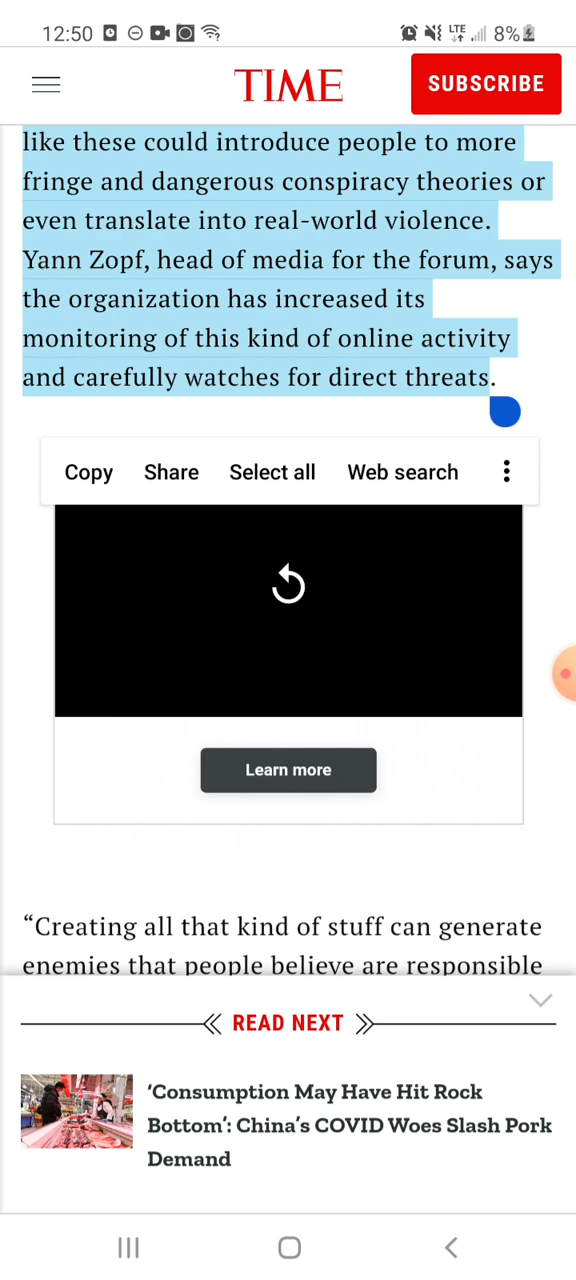 12:50 LTE 8%
TIME
SUBSCRIBE
like these could introduce people to more
fringe and dangerous conspiracy theories or
even translate into real-world violence.
Yann Zopf, head of media for the forum, says
the organization has increased its
monitoring of this kind of online activity
and carefully watches for direct threats.
Copy Share Select all Web search
Learn more
“Creating all that kind of stuff can generate
enemies that people believe are responsible
READ NEXT
‘Consumption May Have Hit Rock
Bottom’: China’s COVID Woes Slash Pork
Demand